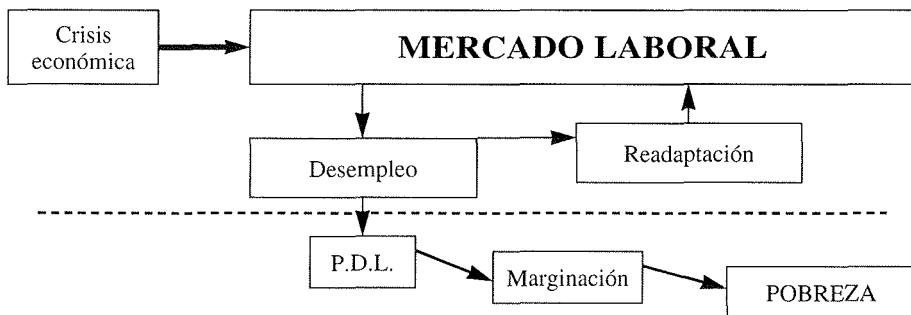 Crisis
económica
MERCADO LABORAL
Desempleo
Readaptación
P.D.L.
Marginación
POBREZA